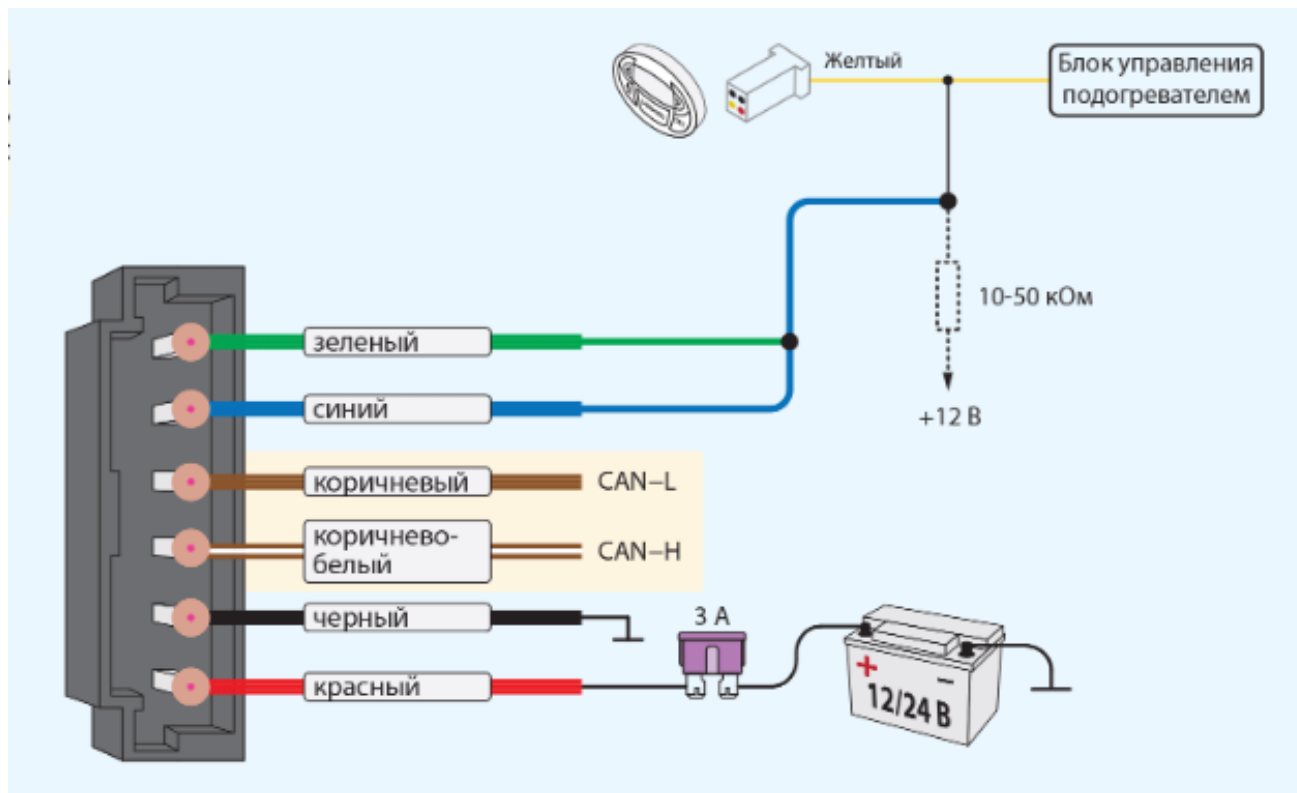 Желтый
Блок управления
подогревателем
10-50 кОм
+12 В
зеленый
синий
коричневый
CAN–L
коричнево-
белый
CAN–H
черный
3 А
красный
+ –
12/24 В